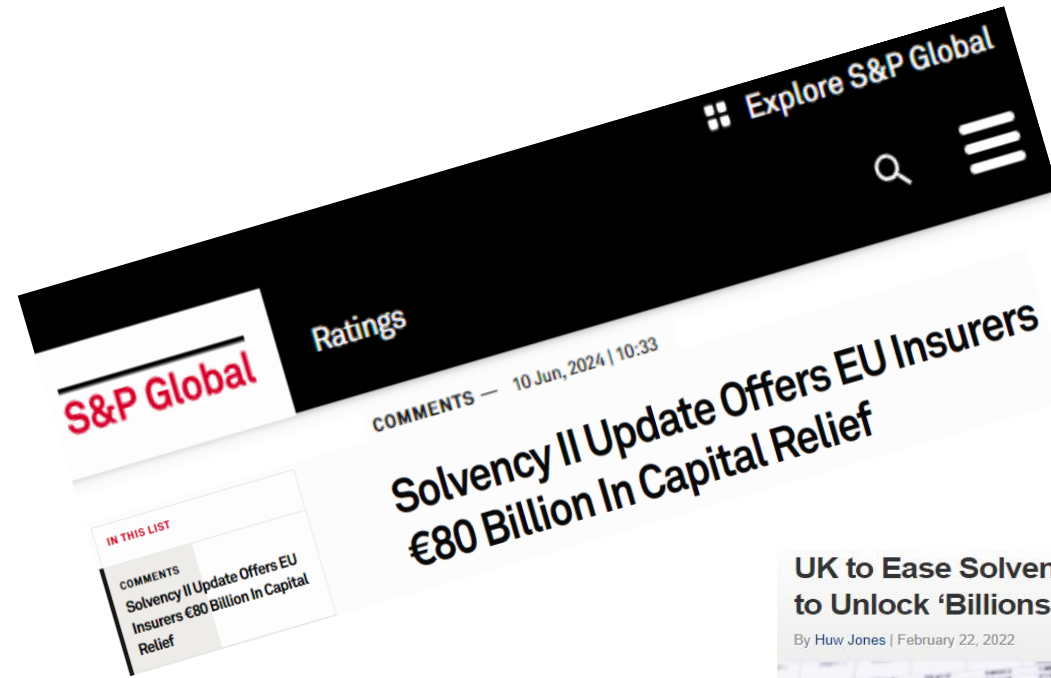 Explore S&P Global
S&P Global
Ratings
COMMENTS — 10 Jun, 2024 | 10:33
Solvency II Update Offers EU Insurers
€80 Billion In Capital Relief
IN THIS LIST
COMMENTS
Solvency II Update Offers EU
Insurers €80 Billion In Capital
Relief
UK to Ease Solven
to Unlock ‘Billions
By Huw Jones | February 22, 2022